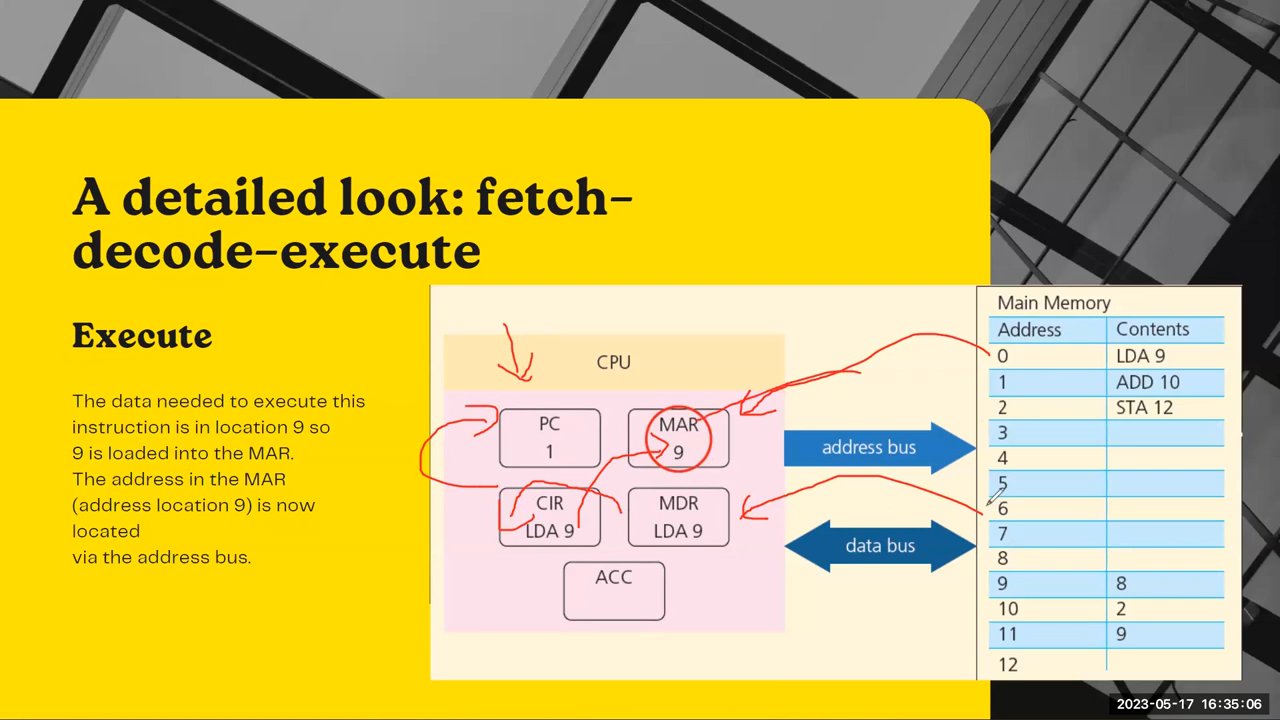 A detailed look: fetch–
decode–execute
Execute
The data needed to execute this
instruction is in location 9 so
9 is loaded into the MAR.
The address in the MAR
(address location 9) is now
located
via the address bus.
CPU
PC
1
MAR
9
CIR
LDA 9
MDR
LDA 9
ACC
address bus
data bus
Main Memory
Address Contents
0 LDA 9
1 ADD 10
2 STA 12
3
4
5
6
7
8
9 8
10 2
11 9
12
2023-05-17 16:35:06